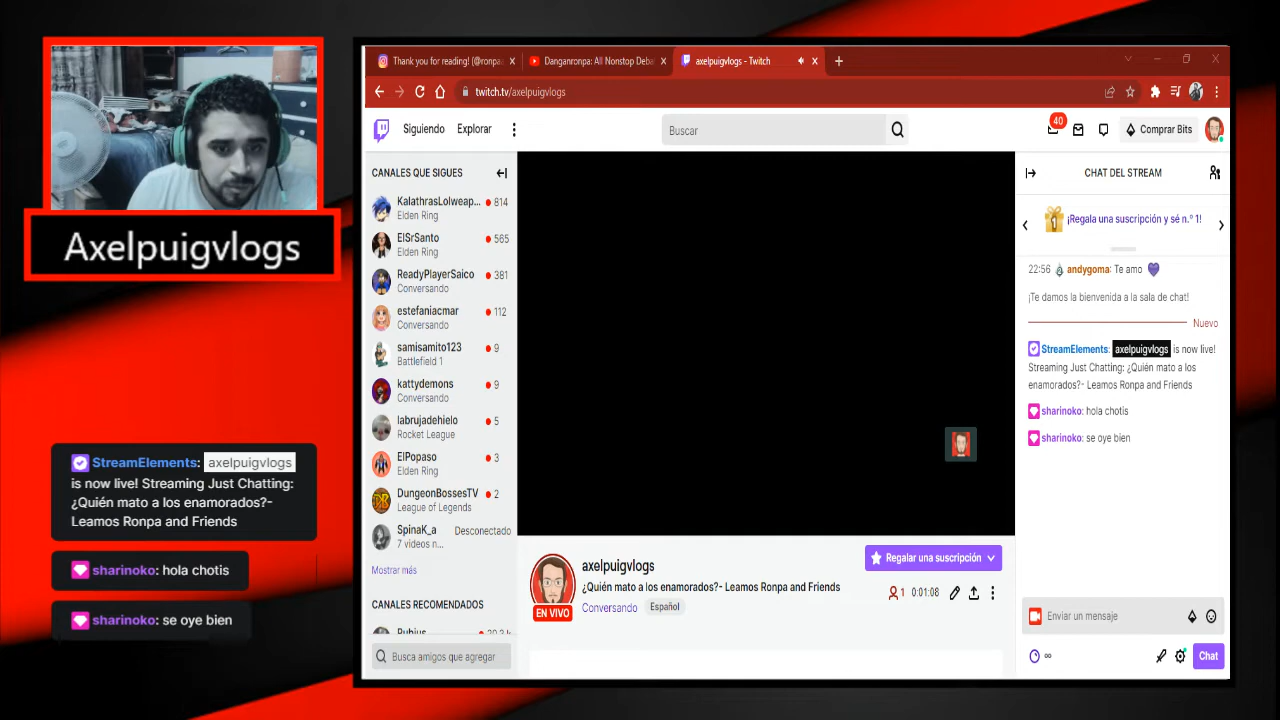 Thank you for reading! (@ronpa
Danganronpa: All Nonstop Deba
axelpuigvlogs - Twitch
twitch.tv/axelpuigvlogs
Siguiendo
Explorar
Buscar
40
Comprar Bits
Axelpuigvlogs
StreamElements: axelpuigvlogs
is now live! Streaming Just Chatting:
¿Quién mato a los enamorados?-
Leamos Ronpa and Friends
sharinoko: hola chotis
sharinoko: se oye bien
CANALES QUE SIGUES
KalathrasLolweap... 814
Elden Ring
ElSrSanto 565
Elden Ring
ReadyPlayerSaico 381
Conversando
estefaniacmar 112
Conversando
samisamito123 9
Battlefield 1
kattydemons 9
Conversando
labrujadehielo 5
Rocket League
ElPopaso 3
Elden Ring
DungeonBossesTV 2
League of Legends
SpinaK_a Desconectado
7 videos n...
Mostrar más
CANALES RECOMENDADOS
Rubius
Busca amigos que agregar
EN VIVO
axelpuigvlogs
¿Quién mato a los enamorados?- Leamos Ronpa and Friends
Conversando Español
Regalar una suscripción
1 0:01:08
CHAT DEL STREAM
1
¡Regala una suscripción y sé n.º 1!
22:56 andygoma: Te amo
¡Te damos la bienvenida a la sala de chat!
Nuevo
StreamElements: axelpuigvlogs is now live!
Streaming Just Chatting: ¿Quién mato a los
enamorados?- Leamos Ronpa and Friends
sharinoko: hola chotis
sharinoko: se oye bien
Enviar un mensaje
∞
Chat